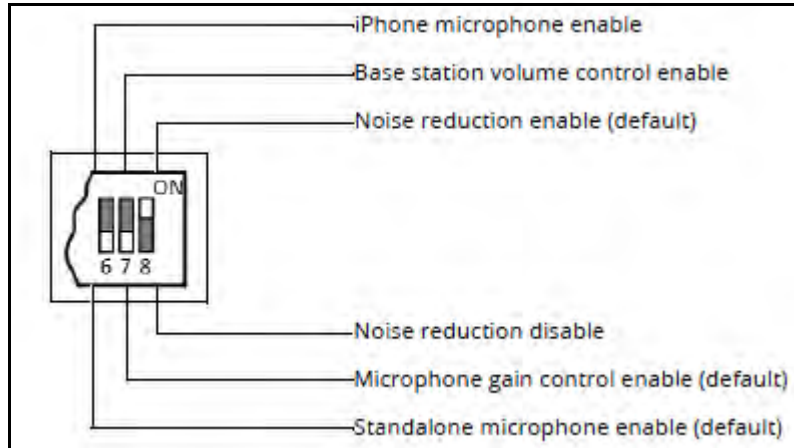 iPhone microphone enable
Base station volume control enable
Noise reduction enable (default)
ON
6 7 8
Noise reduction disable
Microphone gain control enable (default)
Standalone microphone enable (default)